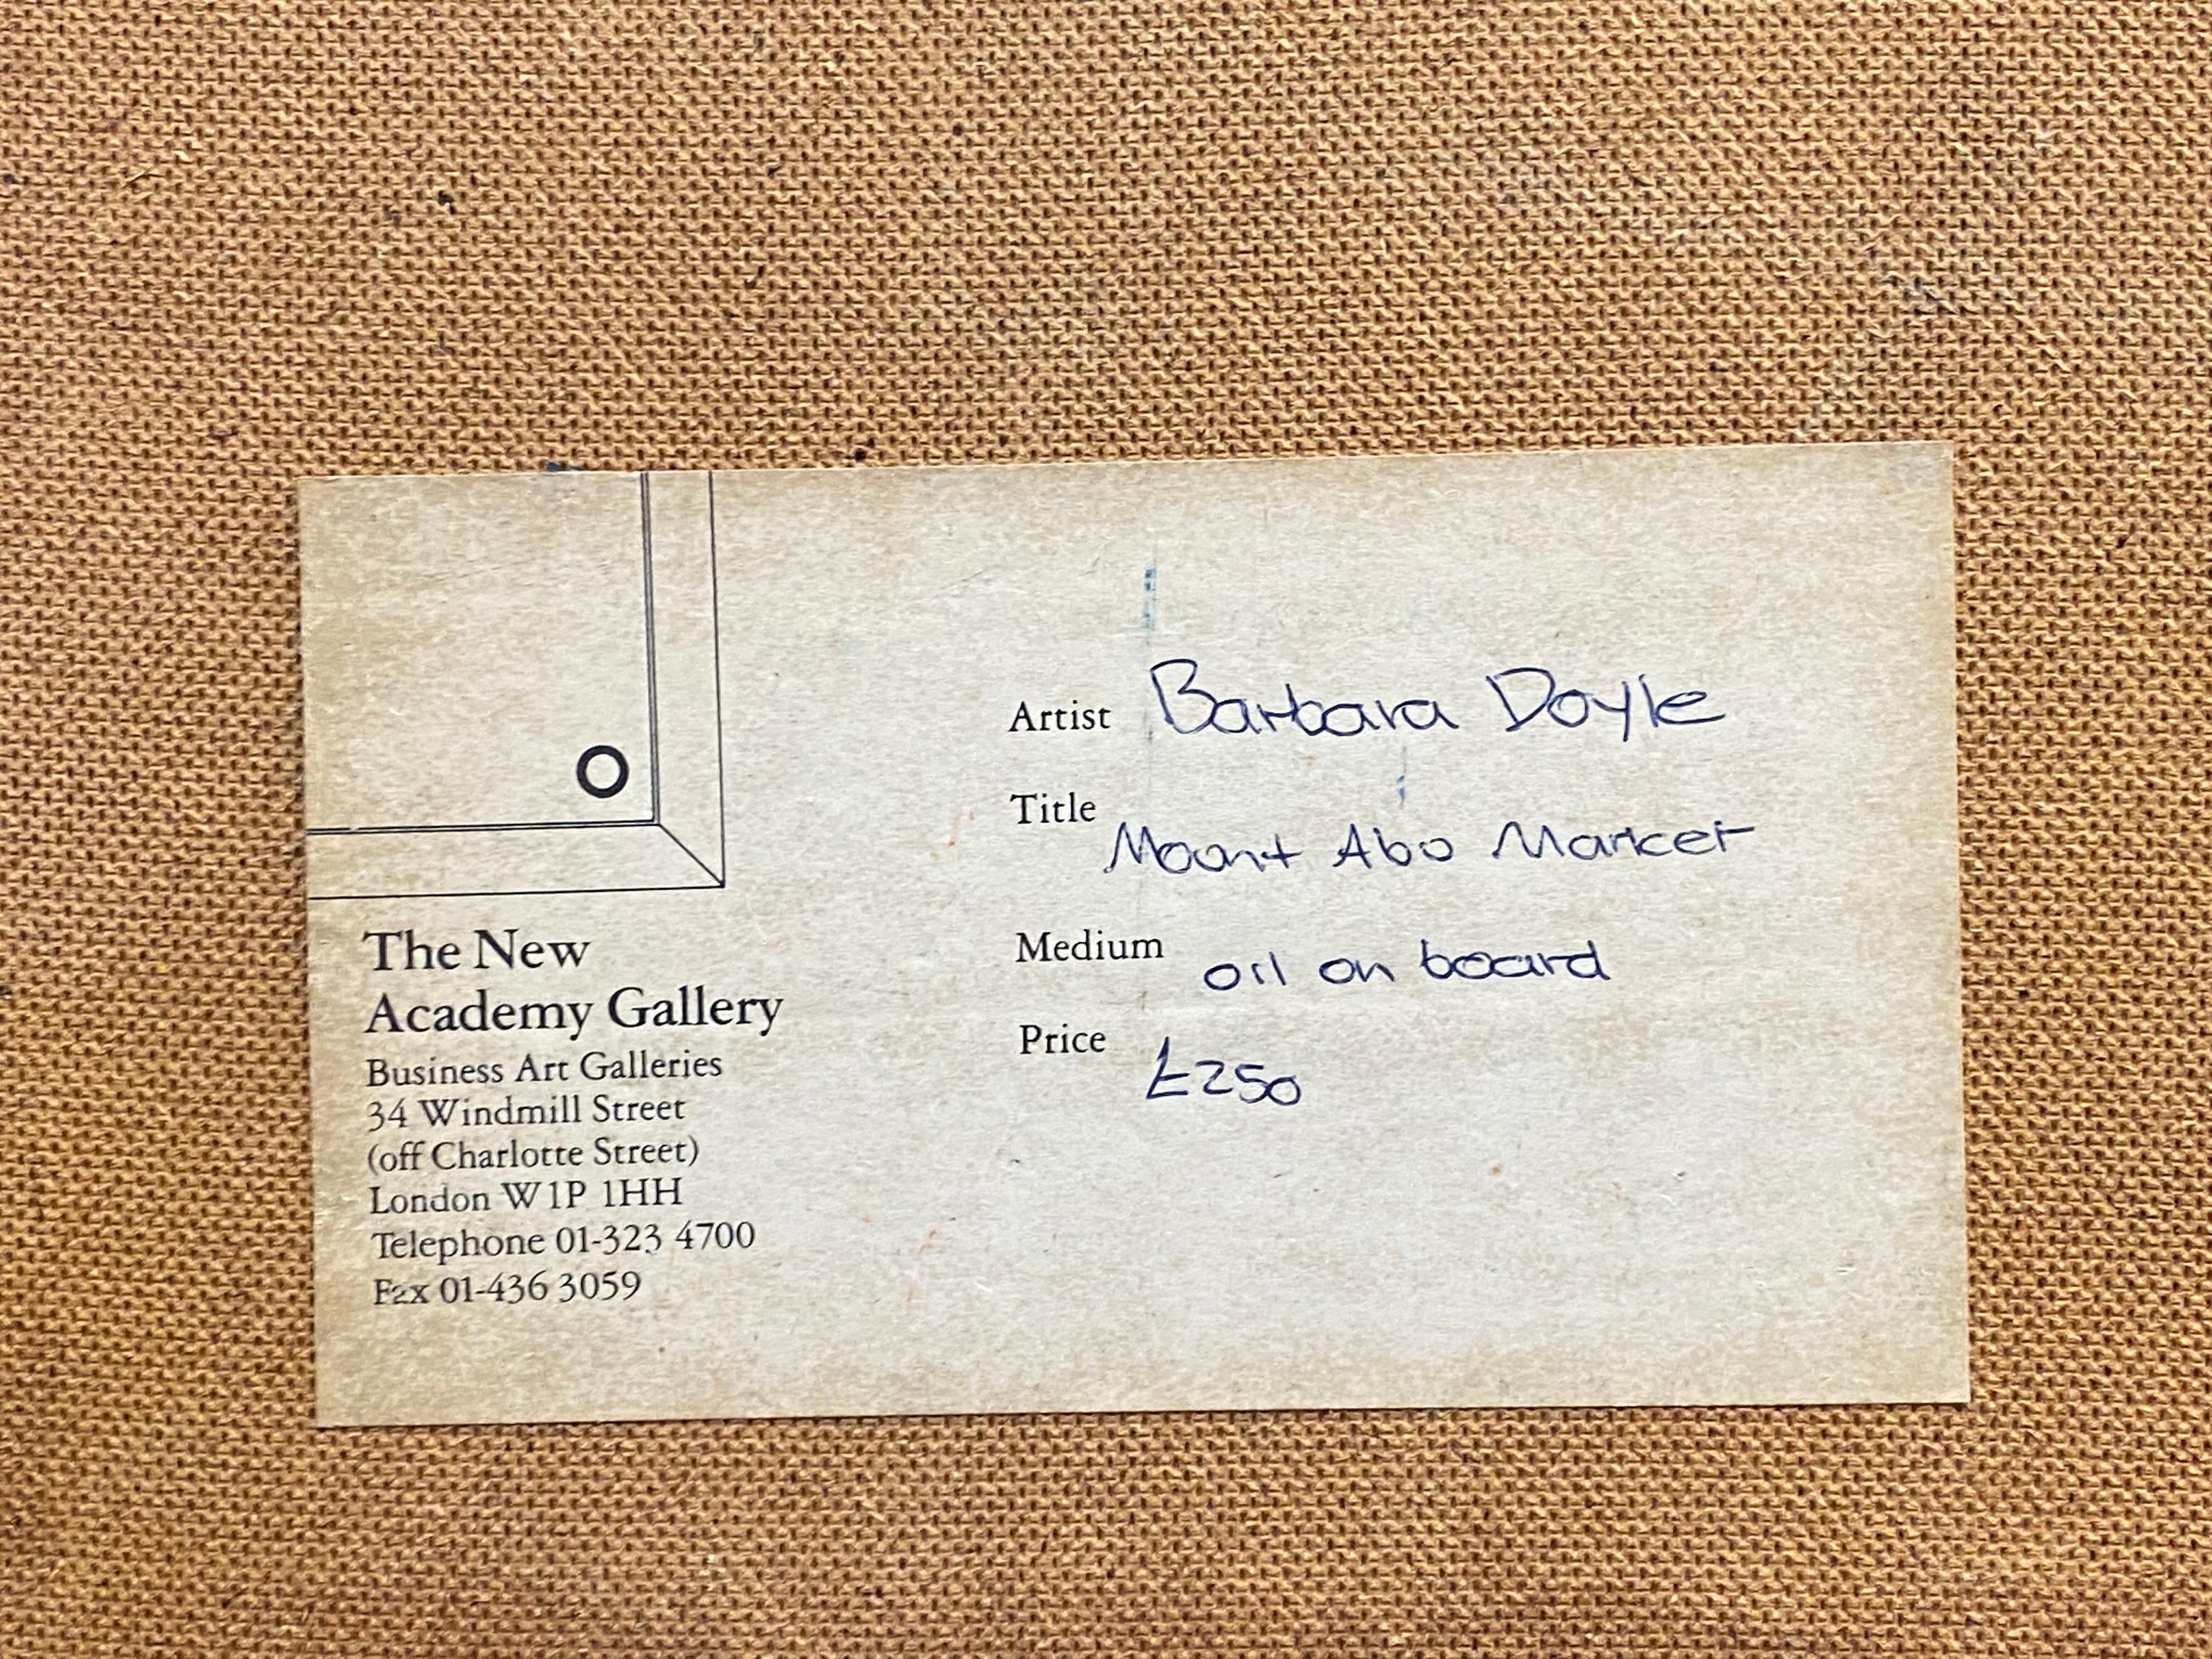 The New
Academy Gallery
Business Art Galleries
34 Windmill Street
(off Charlotte Street)
London W1P 1HH
Telephone 01-323 4700
Fax 01-436 3059
Artist Barbara Doyle
Title
Mount Abo Market
Medium oil on board
Price £250